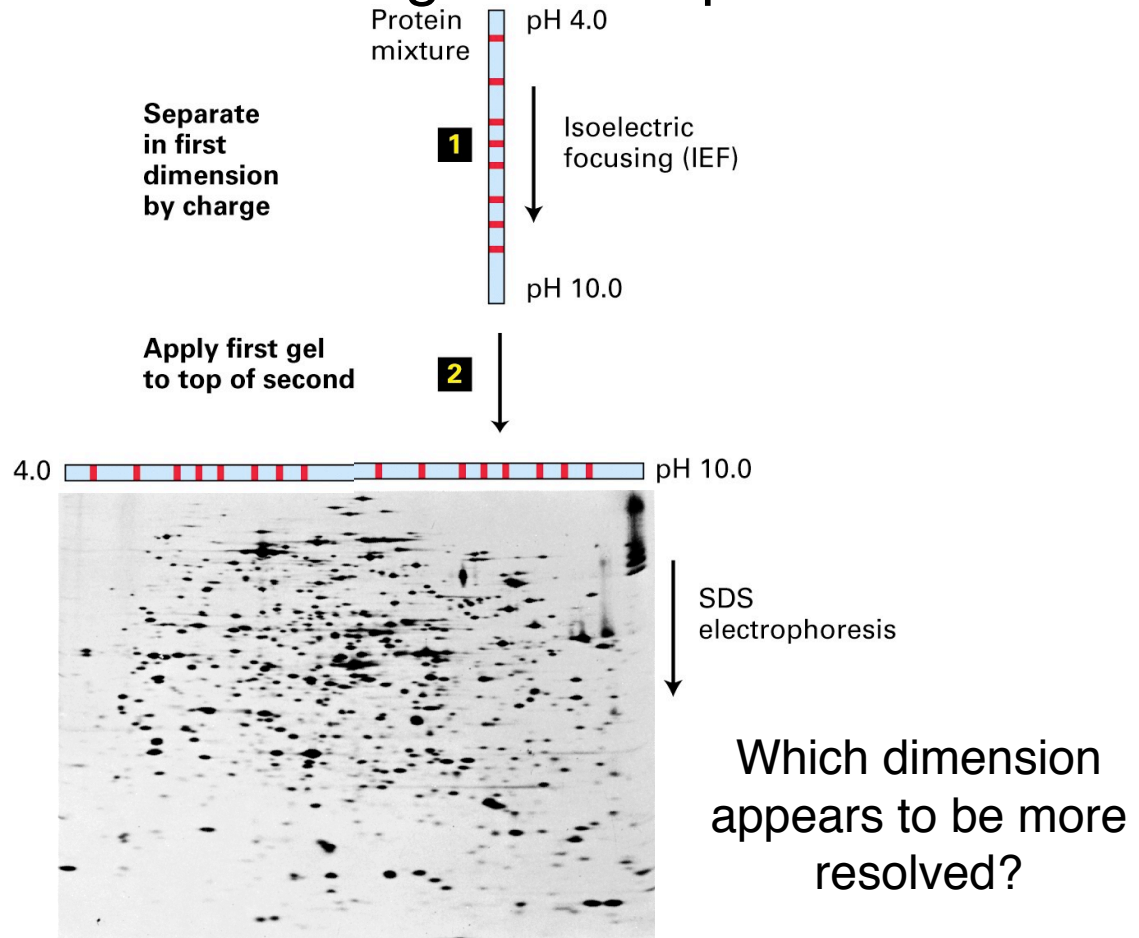 Protein
mixture
pH 4.0
Separate
in first
dimension
by charge
1
Isoelectric
focusing (IEF)
pH 10.0
Apply first gel
to top of second
2
4.0
pH 10.0
SDS
electrophoresis
Which dimension
appears to be more
resolved?